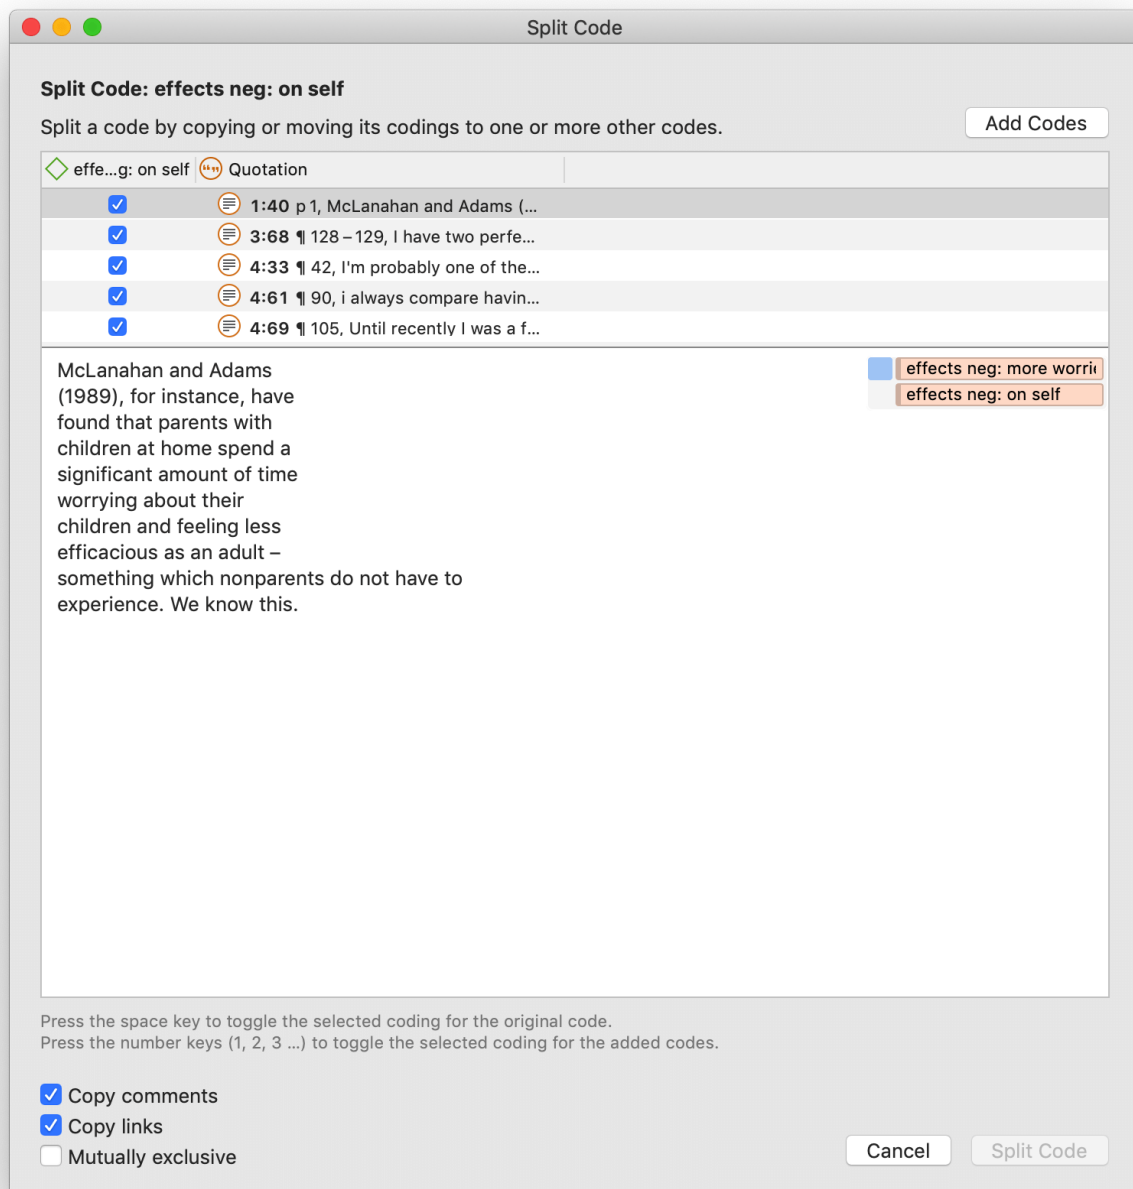 Split Code
Split Code: effects neg: on self
Split a code by copying or moving its codings to one or more other codes.
Add Codes
effe...g: on self
Quotation
1:40 p 1, McLanahan and Adams (...
3:68 ¶ 128 – 129, I have two perfe...
4:33 ¶ 42, I'm probably one of the...
4:61 ¶ 90, i always compare havin...
4:69 ¶ 105, Until recently I was a f...
McLanahan and Adams
(1989), for instance, have
found that parents with
children at home spend a
significant amount of time
worrying about their
children and feeling less
efficacious as an adult –
something which nonparents do not have to
experience. We know this.
effects neg: more worri
effects neg: on self
Press the space key to toggle the selected coding for the original code.
Press the number keys (1, 2, 3 ...) to toggle the selected coding for the added codes.
Copy comments
Copy links
Mutually exclusive
Cancel
Split Code